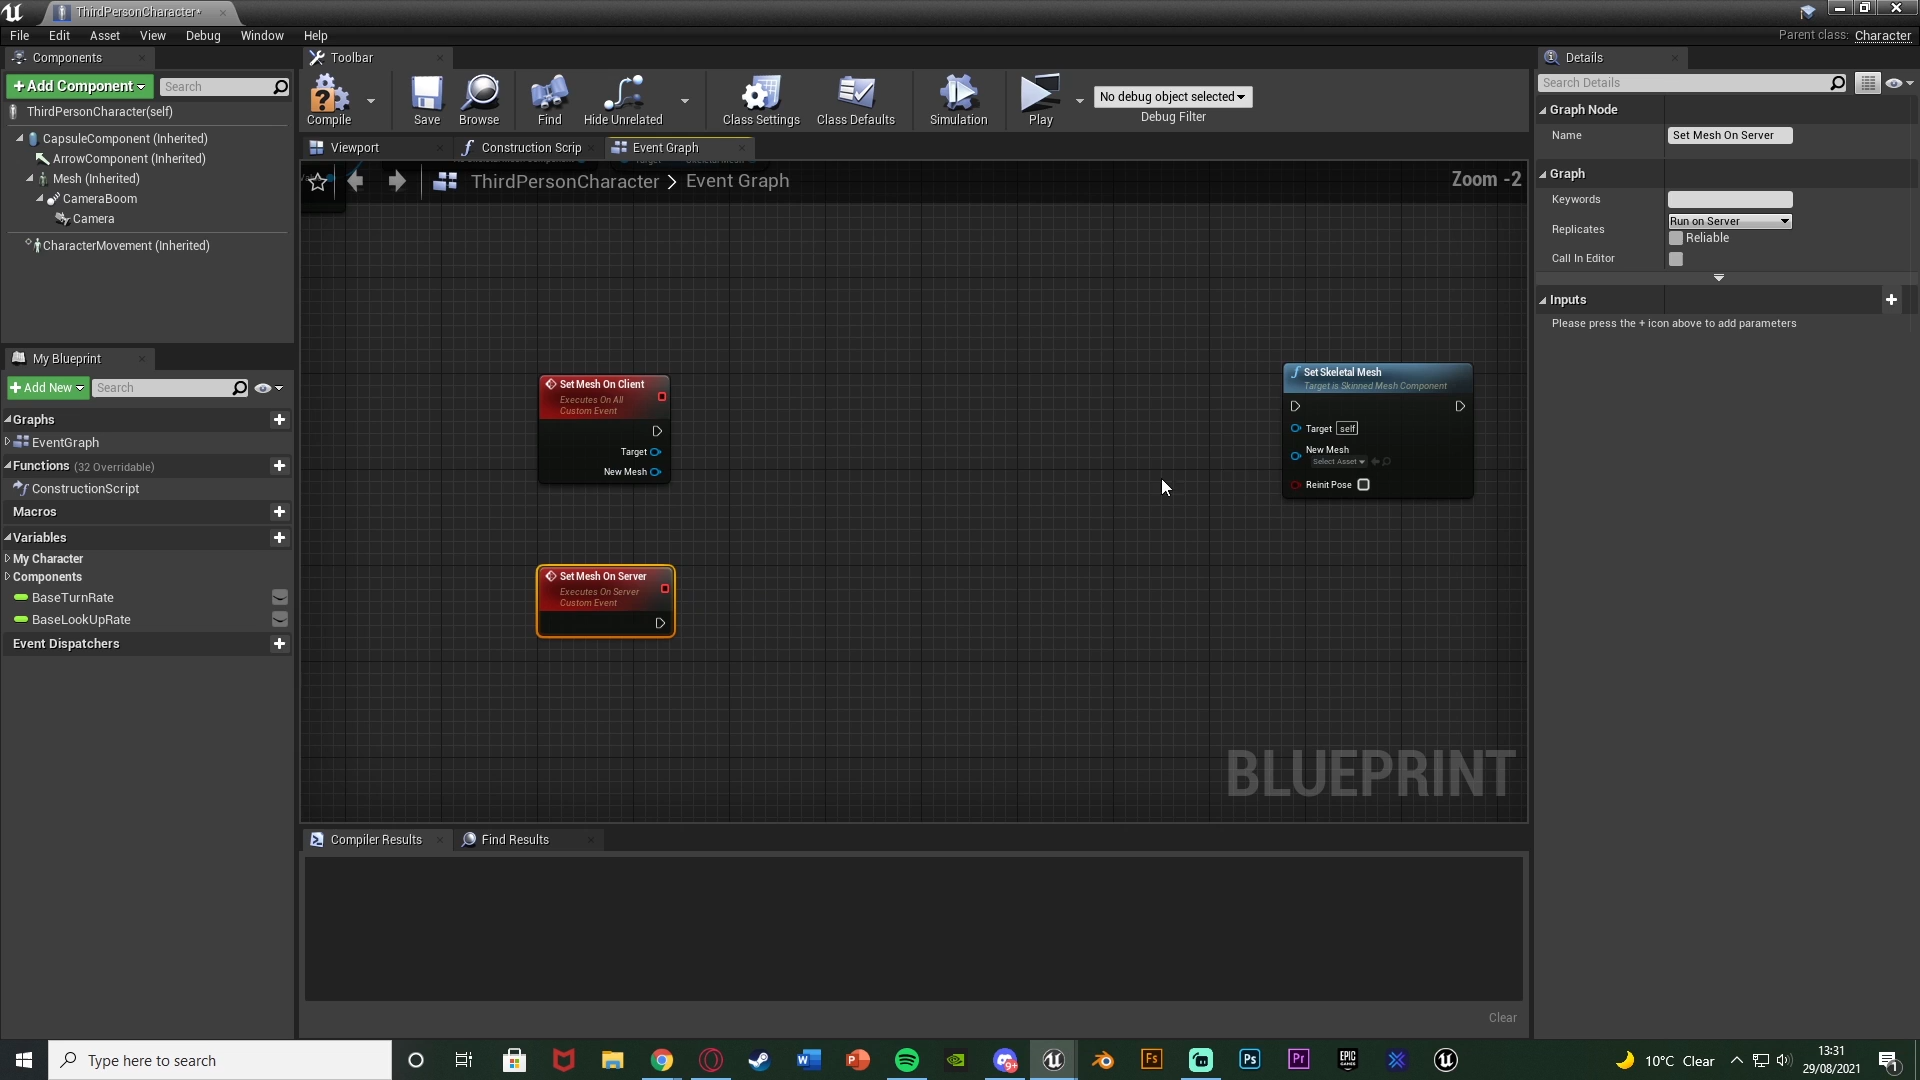 ThirdPersonCharacter*
File Edit Asset View Debug Window Help
Parent class: Character
Components
+Add Component
Search
ThirdPersonCharacter(self)
CapsuleComponent (Inherited)
ArrowComponent (Inherited)
Mesh (Inherited)
CameraBoom
Camera
CharacterMovement (Inherited)
My Blueprint
+Add New
Search
Graphs
EventGraph
Functions (32 Overridable)
ConstructionScript
Macros
Variables
My Character
Components
BaseTurnRate
BaseLookUpRate
Event Dispatchers
Toolbar
Compile Save Browse Find Hide Unrelated Class Settings Class Defaults Simulation Play
No debug object selected
Debug Filter
Viewport
Construction Scrip
Event Graph
ThirdPersonCharacter > Event Graph
Zoom -2
Set Mesh On Client
Executes On All
Custom Event
Target
New Mesh
Set Mesh On Server
Executes On Server
Custom Event
Set Skeletal Mesh
Target is Skinned Mesh Component
Target self
New Mesh
Select Asset
Reinit Pose
BLUEPRINT
Compiler Results
Find Results
Clear
Details
Search Details
Graph Node
Name Set Mesh On Server
Graph
Keywords
Replicates Run on Server
Reliable
Call In Editor
Inputs
Please press the + icon above to add parameters
Type here to search
10°C Clear
13:31
29/08/2021